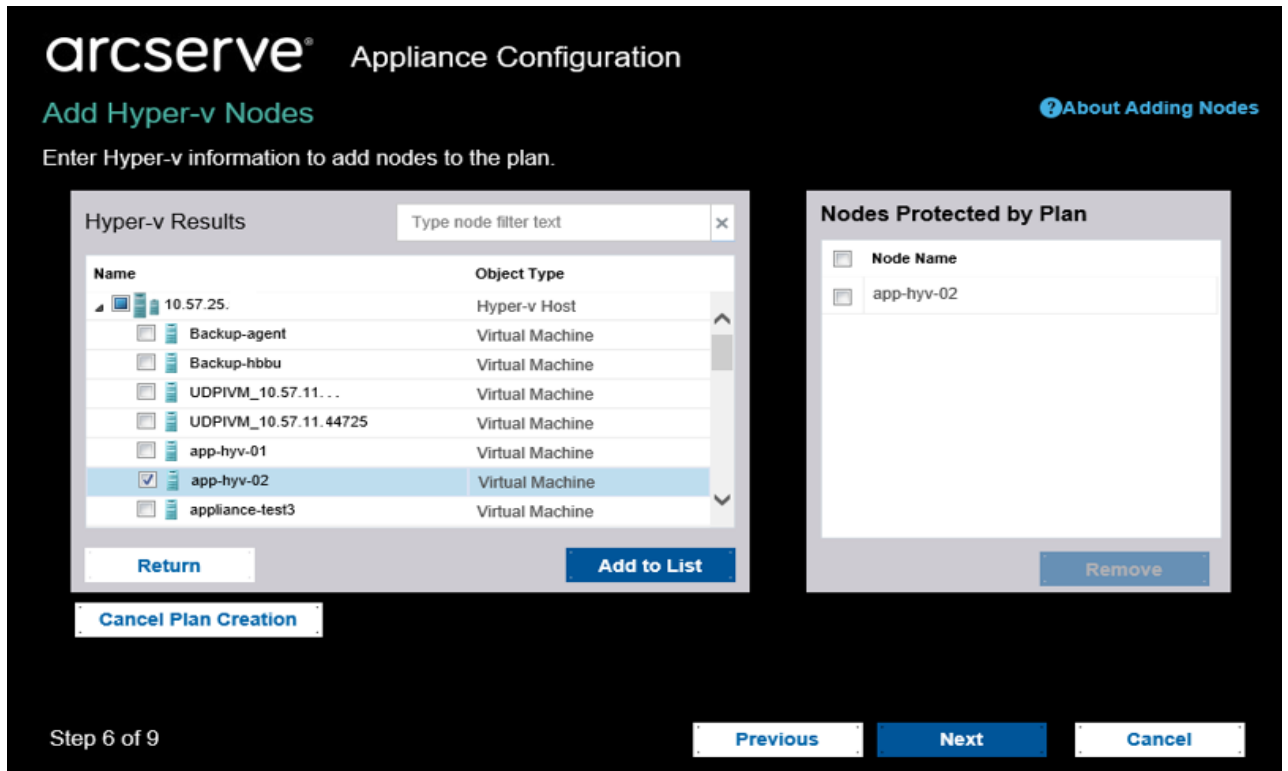 arcserve® Appliance Configuration
Add Hyper-v Nodes
?About Adding Nodes
Enter Hyper-v information to add nodes to the plan.
Hyper-v Results
Type node filter text
×
Name Object Type
10.57.25. Hyper-v Host
Backup-agent Virtual Machine
Backup-hbbu Virtual Machine
UDPIVM_10.57.11... Virtual Machine
UDPIVM_10.57.11.44725 Virtual Machine
app-hyv-01 Virtual Machine
app-hyv-02 Virtual Machine
appliance-test3 Virtual Machine
Return
Add to List
Nodes Protected by Plan
Node Name
app-hyv-02
Remove
Cancel Plan Creation
Step 6 of 9
Previous
Next
Cancel